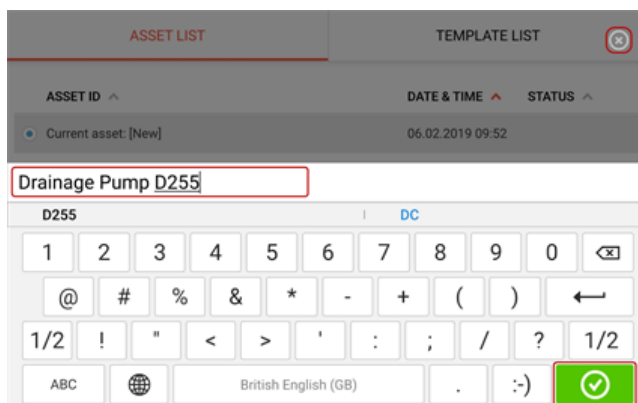 ASSET LIST TEMPLATE LIST
ASSET ID DATE & TIME STATUS
Current asset: [New] 06.02.2019 09:52
Drainage Pump D255
D255 DC
1 2 3 4 5 6 7 8 9 0
@ # % & * - + ( )
1/2 ! " < > ' : ; / ? 1/2
ABC British English (GB) . :-)